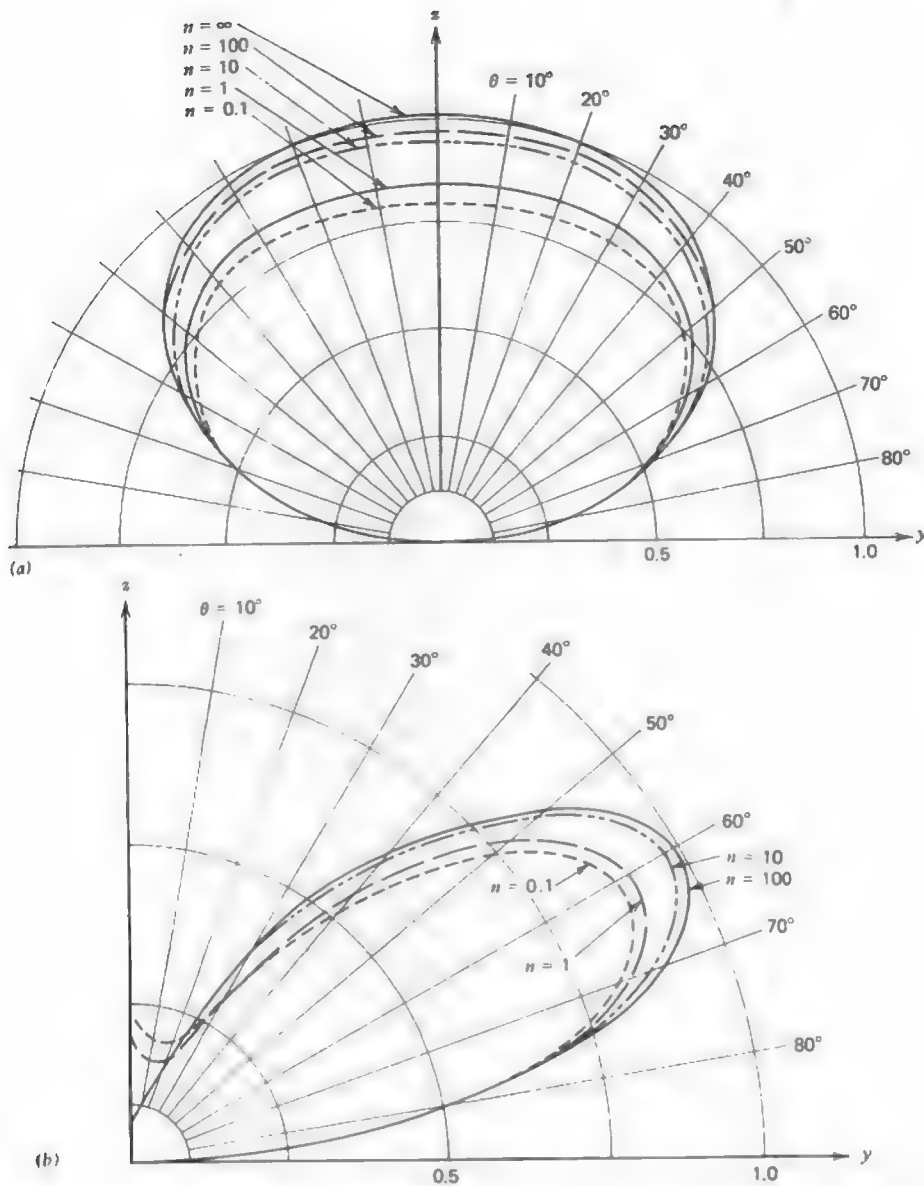 n = ∞
n = 100
n = 10
n = 1
n = 0.1
z
θ = 10°
20°
30°
40°
50°
60°
70°
80°
y
0.5
1.0
(a)
z
θ = 10°
20°
30°
40°
50°
60°
n = 10
n = 100
n = 0.1
70°
n = 1
80°
(b)
y
0.5
1.0